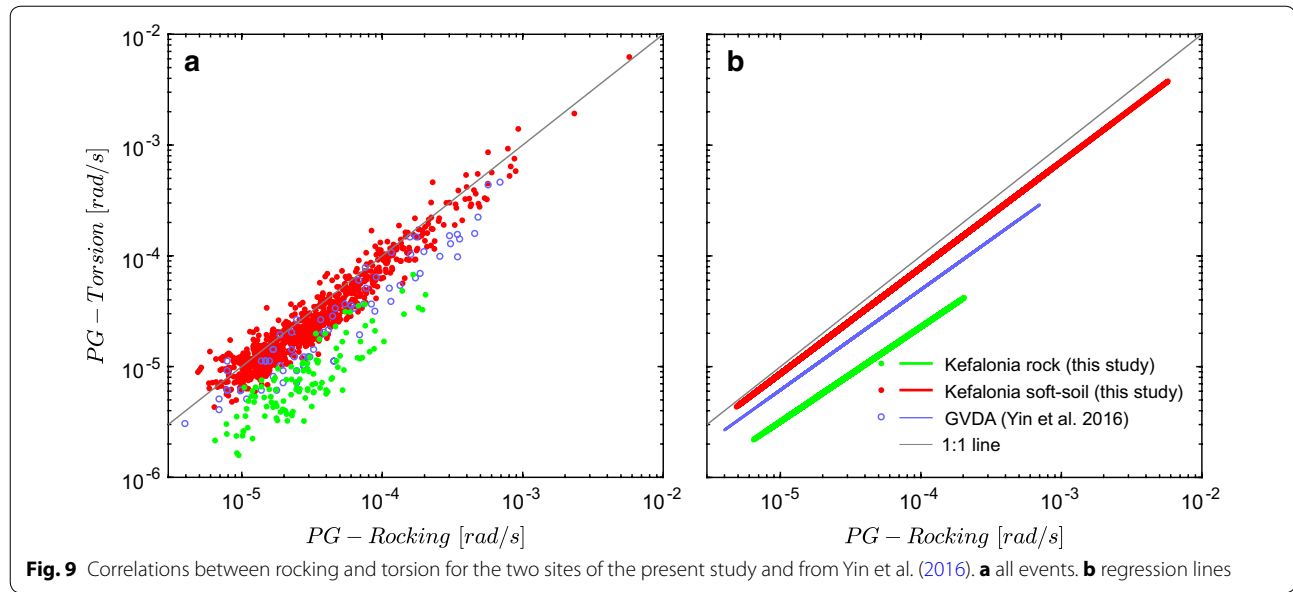 a
10⁻²
10⁻³
10⁻⁴
10⁻⁵
10⁻⁶
PG − Torsion [rad/s]
10⁻⁵ 10⁻⁴ 10⁻³ 10⁻²
PG − Rocking [rad/s]
b
Kefalonia rock (this study)
Kefalonia soft-soil (this study)
GVDA (Yin et al. 2016)
1:1 line
10⁻⁵ 10⁻⁴ 10⁻³ 10⁻²
PG − Rocking [rad/s]
Fig. 9 Correlations between rocking and torsion for the two sites of the present study and from Yin et al. (2016). a all events. b regression lines